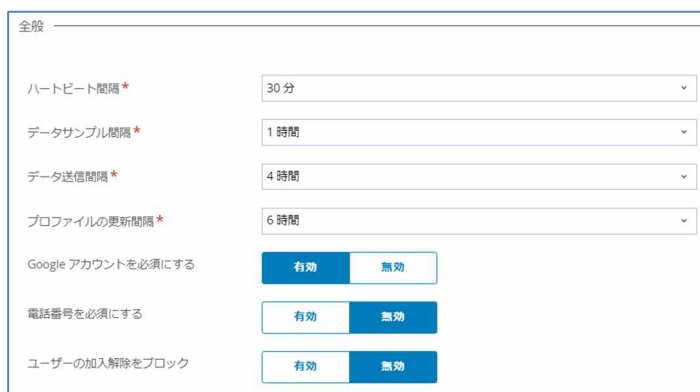 全般
ハートビート間隔* 30 分
データサンプル間隔* 1 時間
データ送信間隔* 4 時間
プロファイルの更新間隔* 6 時間
Google アカウントを必須にする 有効 無効
電話番号を必須にする 有効 無効
ユーザーの加入解除をブロック 有効 無効